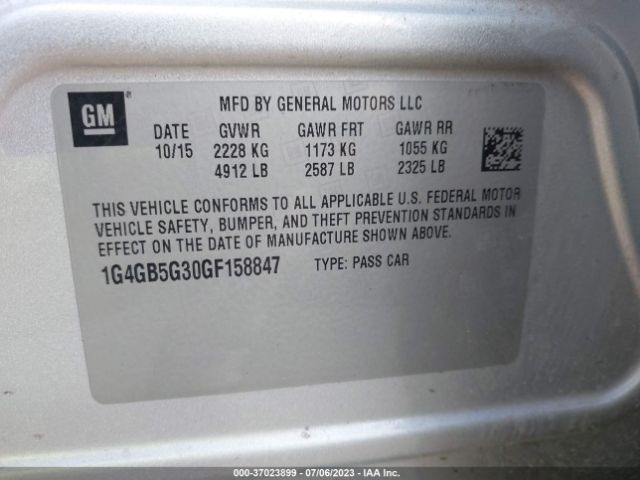 GM
MFD BY GENERAL MOTORS LLC
DATE GVWR GAWR FRT GAWR RR
10/15 2228 KG 1173 KG 1055 KG
4912 LB 2587 LB 2325 LB
THIS VEHICLE CONFORMS TO ALL APPLICABLE U.S. FEDERAL MOTOR
VEHICLE SAFETY, BUMPER, AND THEFT PREVENTION STANDARDS IN
EFFECT ON THE DATE OF MANUFACTURE SHOWN ABOVE.
1G4GB5G30GF158847 TYPE: PASS CAR
000-37023899 - 07/06/2023 - IAA Inc.